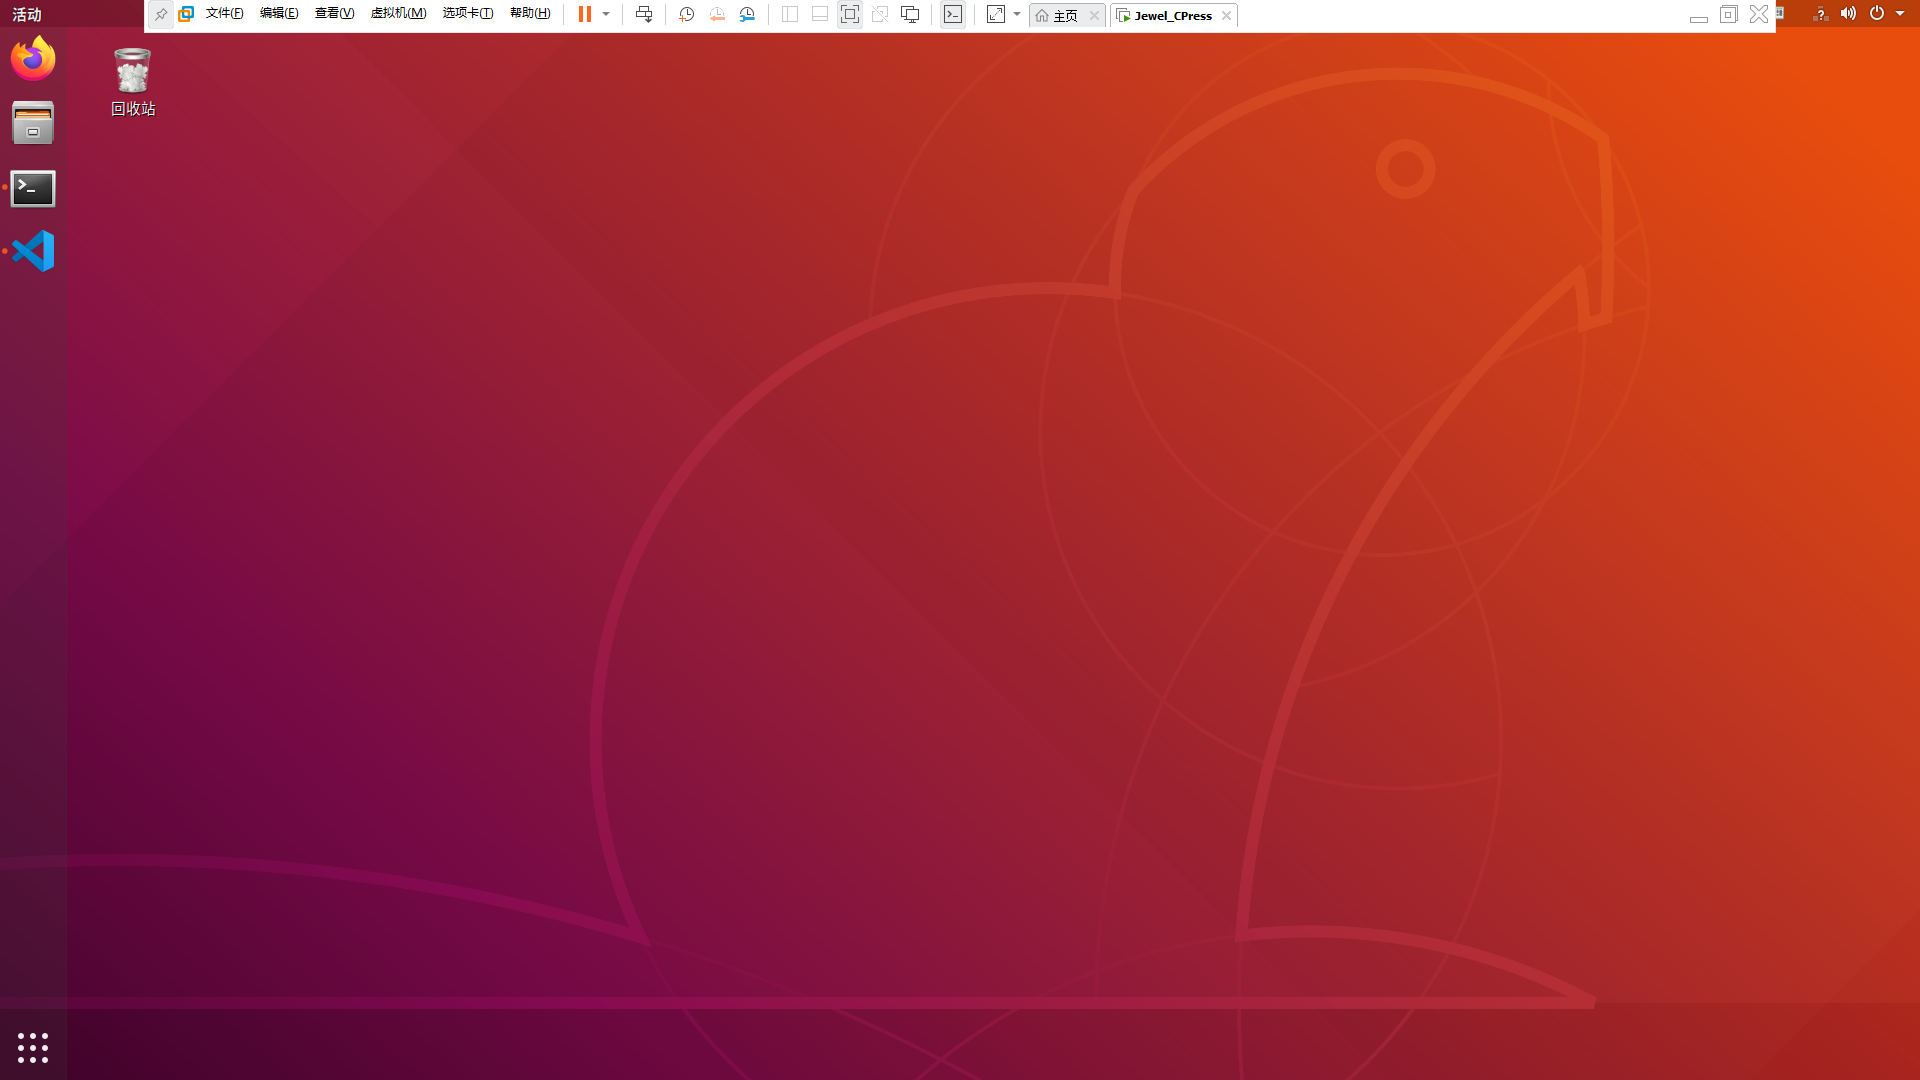 活动
文件(F) 编辑(E) 查看(V) 虚拟机(M) 选项卡(T) 帮助(H) 主页 Jewel_CPress
回收站